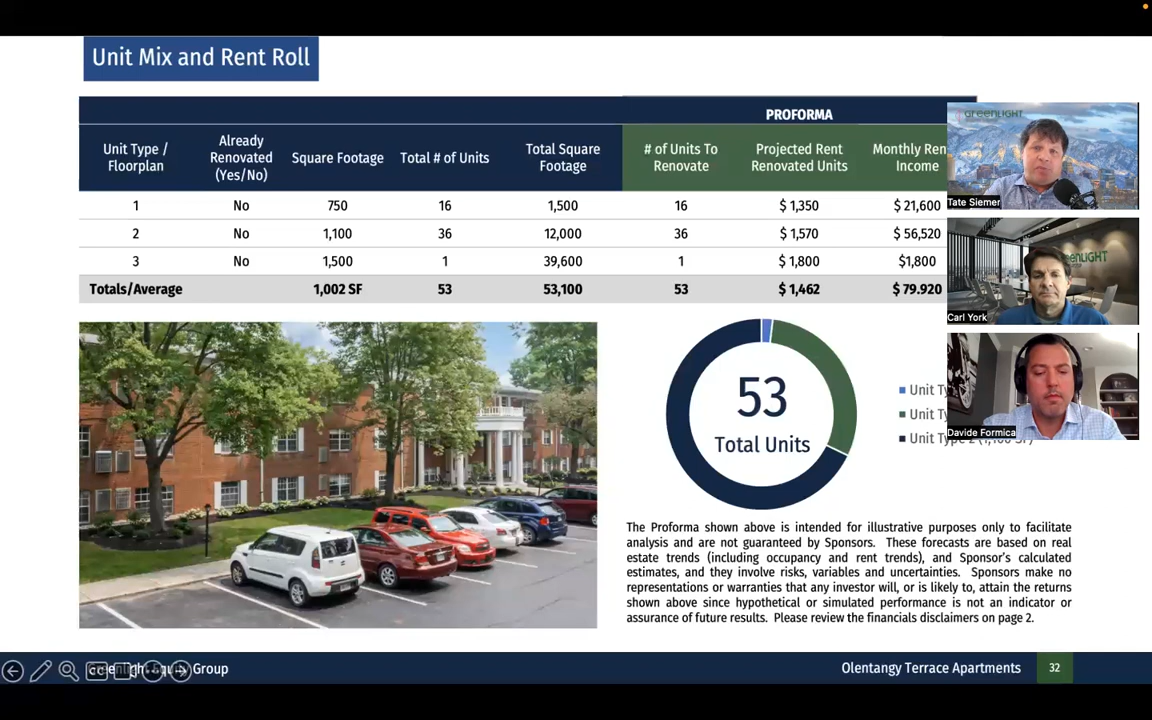 Unit Mix and Rent Roll
PROFORMA
Unit Type / Floorplan Already Renovated (Yes/No) Square Footage Total # of Units Total Square Footage # of Units To Renovate Projected Rent Renovated Units Monthly Ren Income
1 No 750 16 1,500 16 $ 1,350 $ 21,600
2 No 1,100 36 12,000 36 $ 1,570 $ 56,520
3 No 1,500 1 39,600 1 $ 1,800 $1,800
Totals/Average 1,002 SF 53 53,100 53 $ 1,462 $ 79.920
GREENLIGHT
Tate Siemer
enLIGHT
Carl York
Davide Formica
53
Total Units
Unit Ty
Unit Ty
Unit Type 2 (1,100 SF)
The Proforma shown above is intended for illustrative purposes only to facilitate
analysis and are not guaranteed by Sponsors. These forecasts are based on real
estate trends (including occupancy and rent trends), and Sponsor's calculated
estimates, and they involve risks, variables and uncertainties. Sponsors make no
representations or warranties that any investor will, or is likely to, attain the returns
shown above since hypothetical or simulated performance is not an indicator or
assurance of future results. Please review the financials disclaimers on page 2.
Greenlight Equity Group
Olentangy Terrace Apartments 32